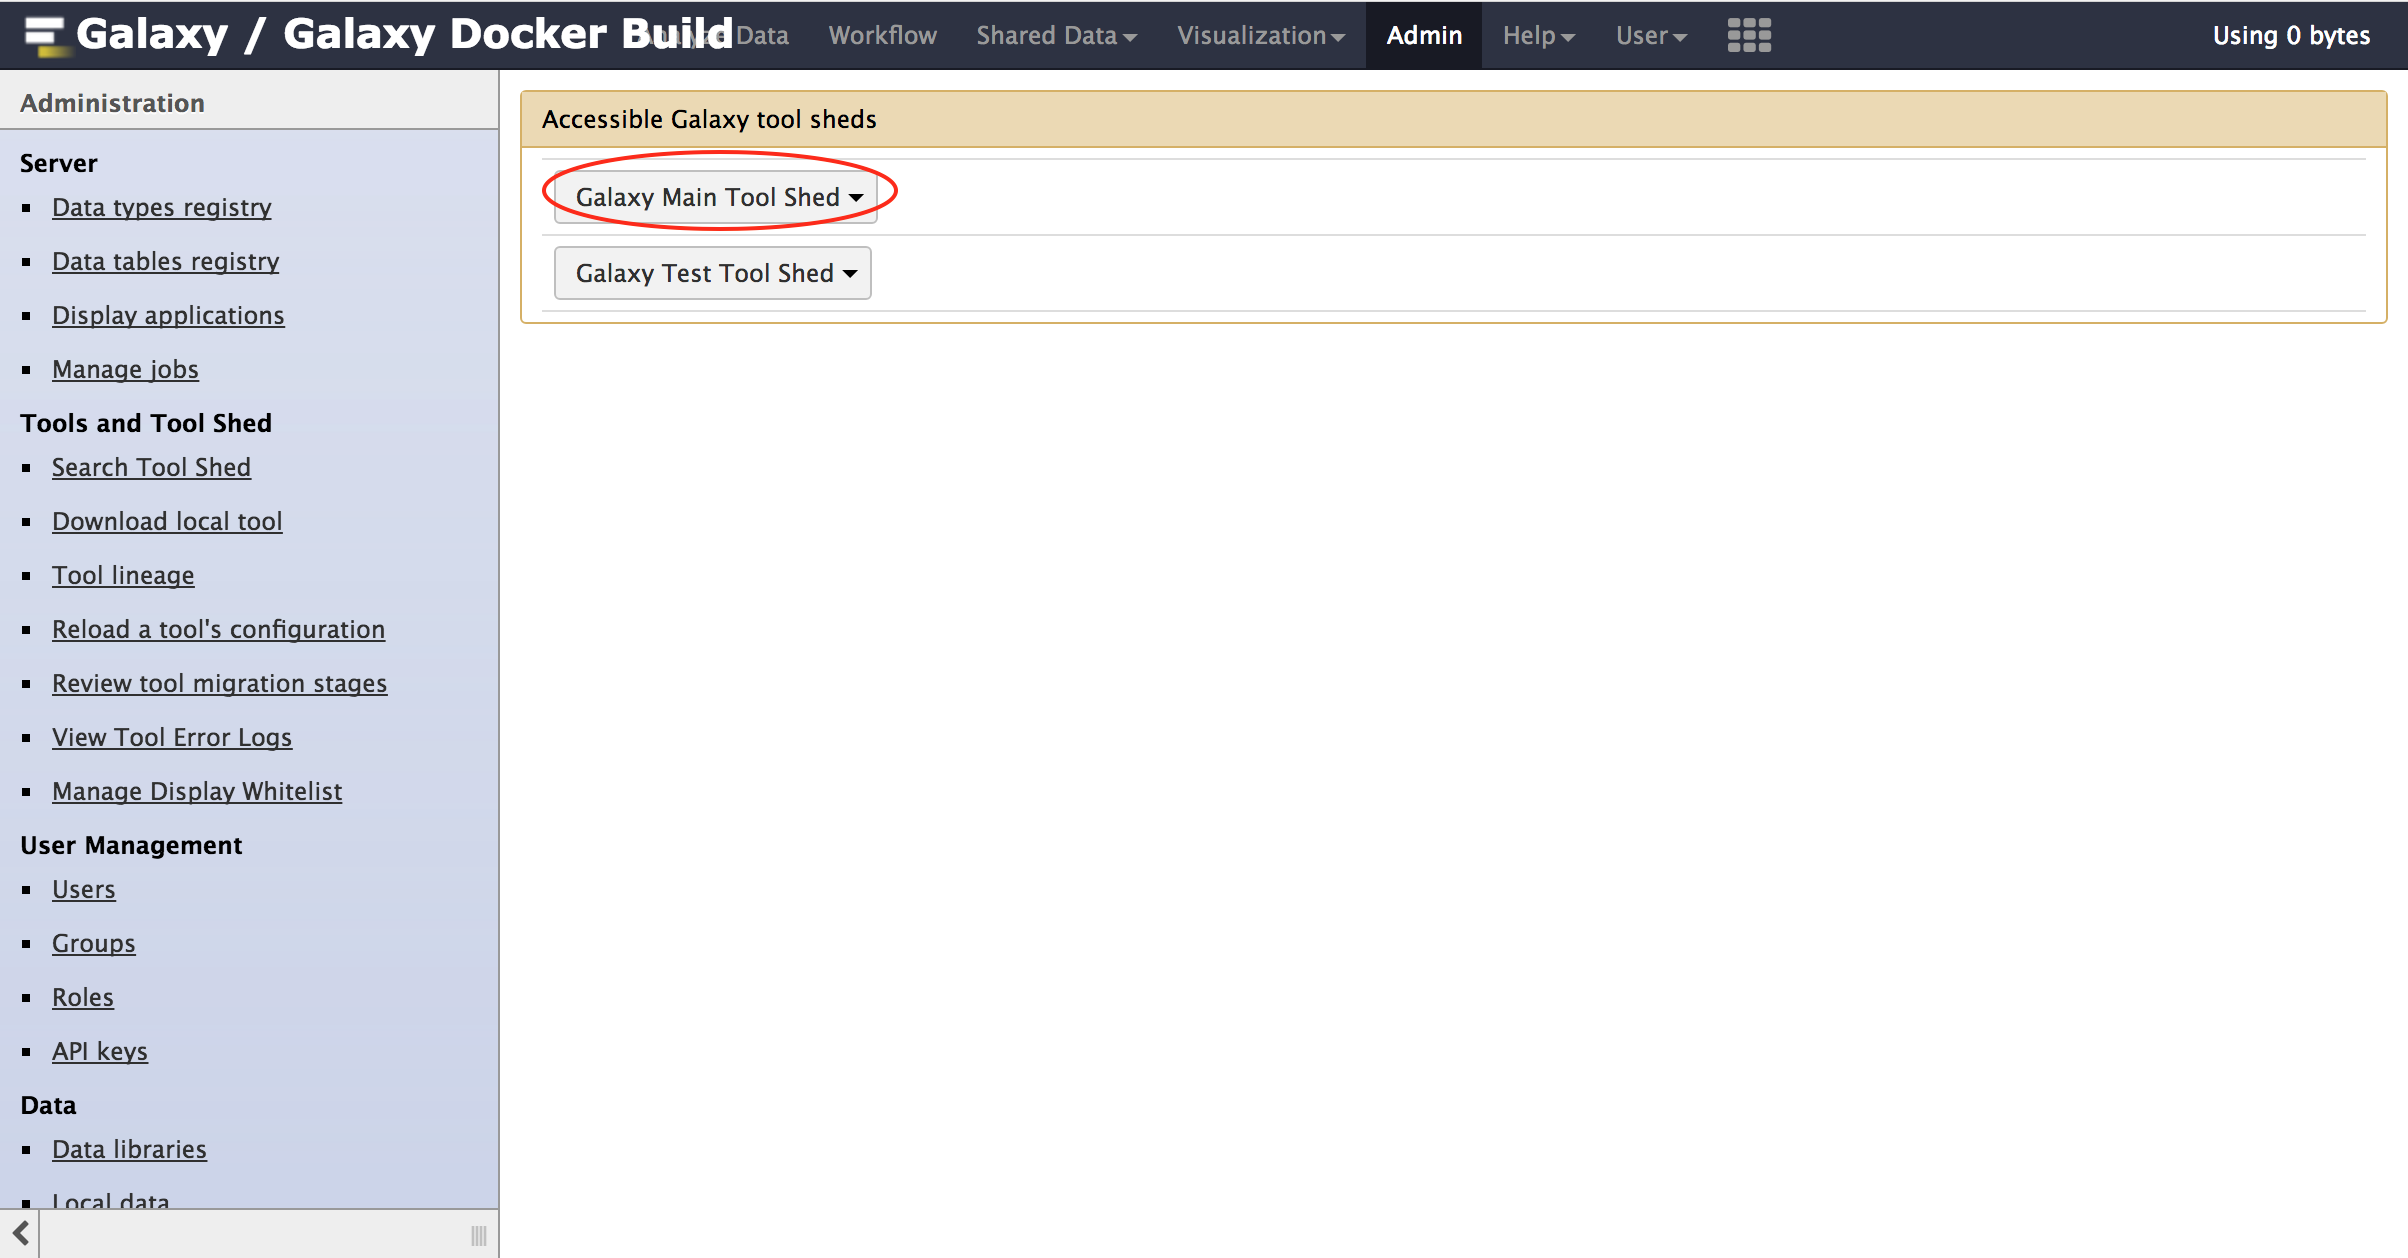 Galaxy / Galaxy Docker Build Data Workflow Shared Data Visualization Admin Help User Using 0 bytes
Administration
Server
Data types registry
Data tables registry
Display applications
Manage jobs
Tools and Tool Shed
Search Tool Shed
Download local tool
Tool lineage
Reload a tool's configuration
Review tool migration stages
View Tool Error Logs
Manage Display Whitelist
User Management
Users
Groups
Roles
API keys
Data
Data libraries
Local data
Accessible Galaxy tool sheds
Galaxy Main Tool Shed
Galaxy Test Tool Shed